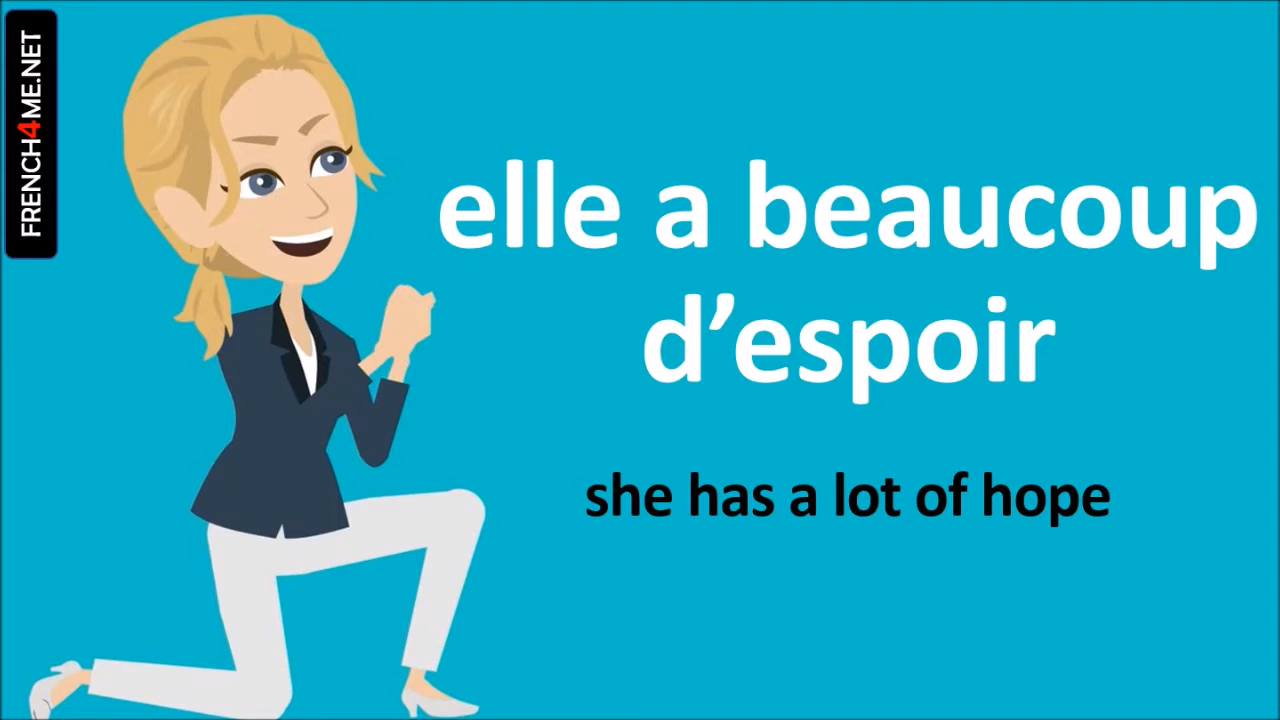 FRENCH4ME.NET
elle a beaucoup
d’espoir
she has a lot of hope